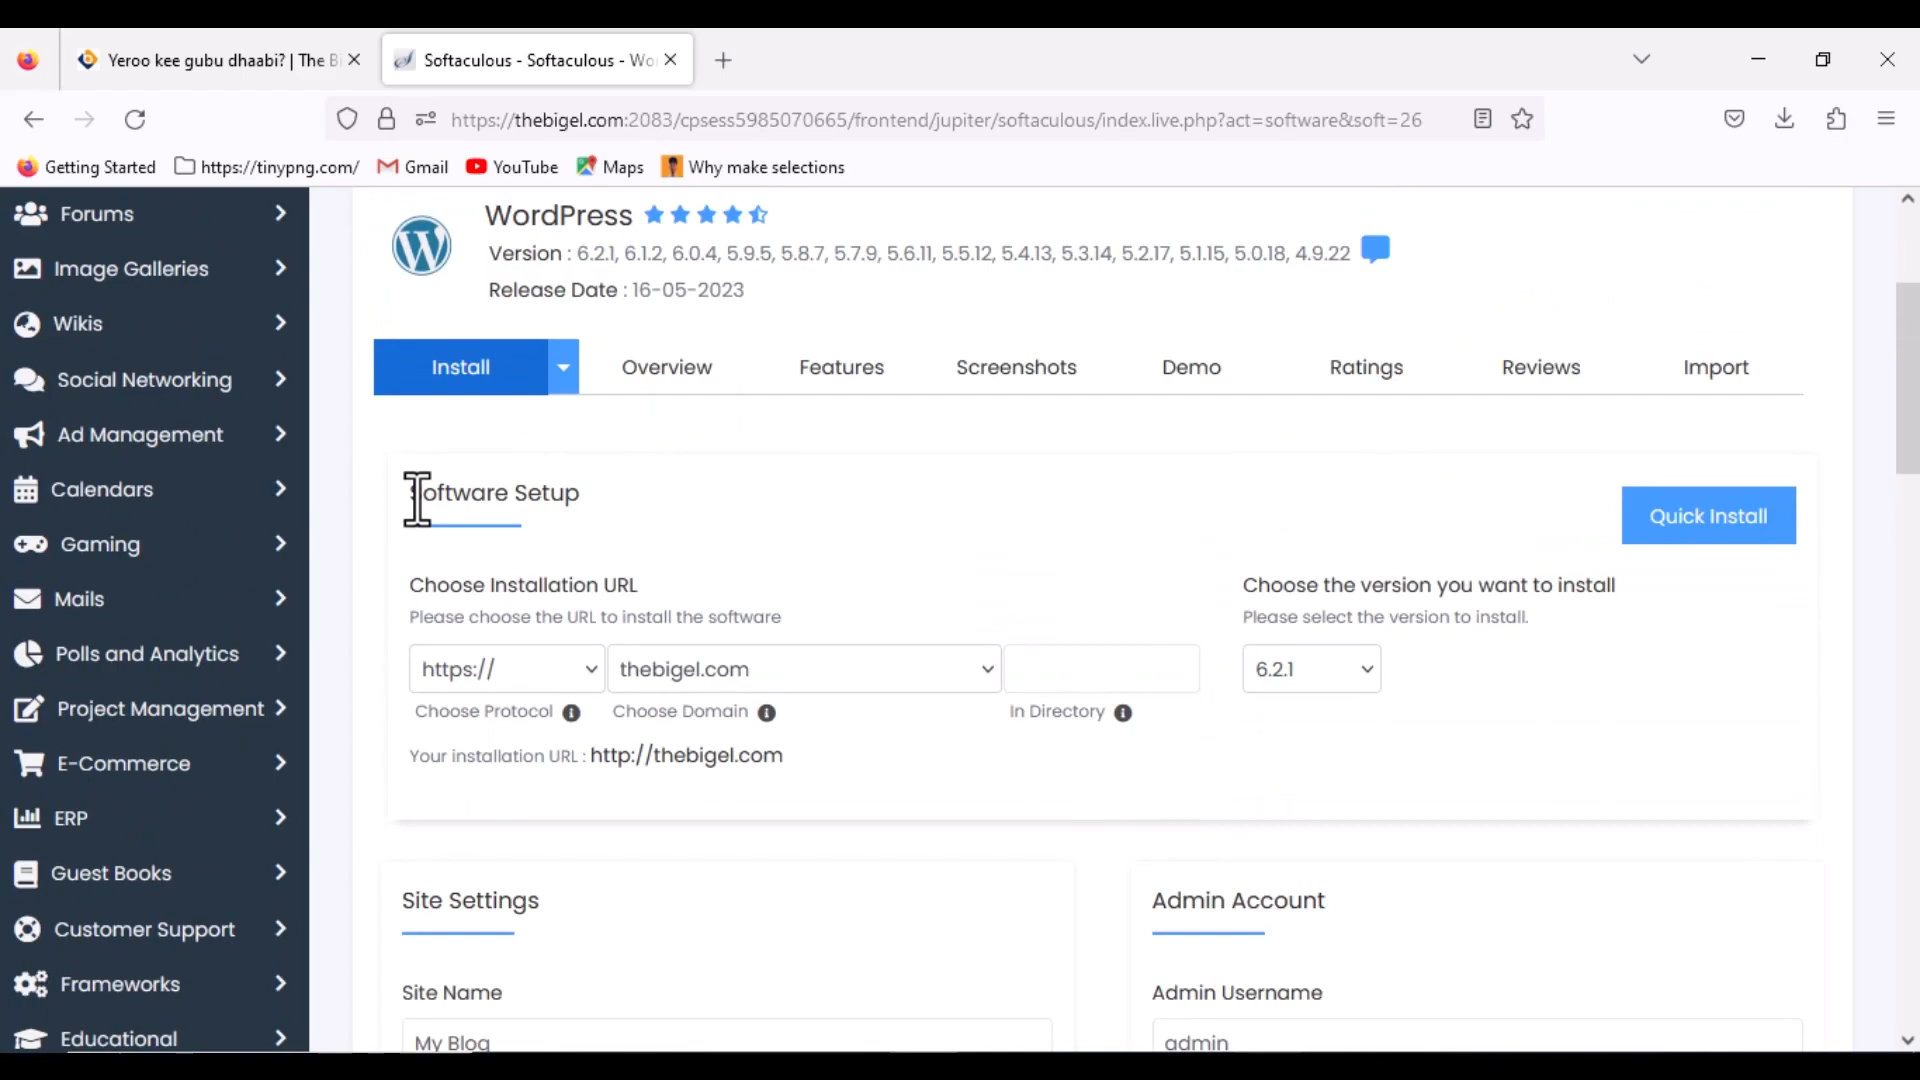 Yeroo kee gubu dhaabi? | The B
Softaculous - Softaculous - Wo
https://thebigel.com:2083/cpsess5985070665/frontend/jupiter/softaculous/index.live.php?act=software&soft=26
Getting Started
https://tinypng.com/
Gmail
YouTube
Maps
Why make selections
Forums
Image Galleries
Wikis
Social Networking
Ad Management
Calendars
Gaming
Mails
Polls and Analytics
Project Management
E-Commerce
ERP
Guest Books
Customer Support
Frameworks
Educational
WordPress
Version : 6.2.1, 6.1.2, 6.0.4, 5.9.5, 5.8.7, 5.7.9, 5.6.11, 5.5.12, 5.4.13, 5.3.14, 5.2.17, 5.1.15, 5.0.18, 4.9.22
Release Date : 16-05-2023
Install
Overview
Features
Screenshots
Demo
Ratings
Reviews
Import
Software Setup
Quick Install
Choose Installation URL
Please choose the URL to install the software
https://
thebigel.com
Choose Protocol
Choose Domain
In Directory
Your installation URL : http://thebigel.com
Choose the version you want to install
Please select the version to install.
6.2.1
Site Settings
Site Name
My Blog
Admin Account
Admin Username
admin